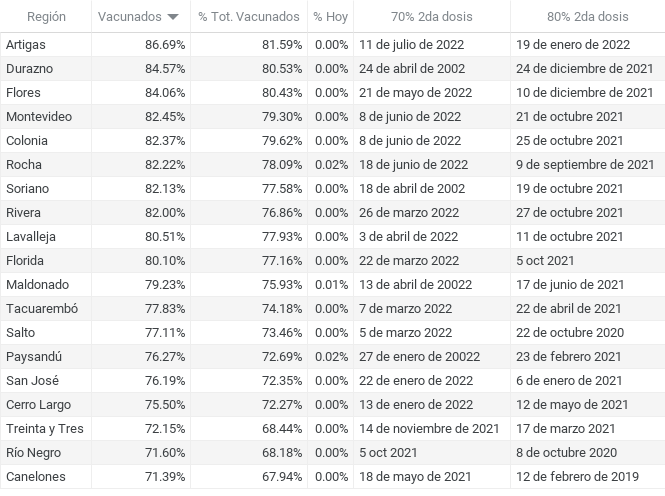 Región Vacunados % Tot. Vacunados % Hoy 70% 2da dosis 80% 2da dosis
Artigas 86.69% 81.59% 0.00% 11 de julio de 2022 19 de enero de 2022
Durazno 84.57% 80.53% 0.00% 24 de abril de 2002 24 de diciembre de 2021
Flores 84.06% 80.43% 0.00% 21 de mayo de 2022 10 de diciembre de 2021
Montevideo 82.45% 79.30% 0.00% 8 de junio de 2022 21 de octubre 2021
Colonia 82.37% 79.62% 0.00% 8 de junio de 2022 25 de octubre 2021
Rocha 82.22% 78.09% 0.02% 18 de junio de 2022 9 de septiembre de 2021
Soriano 82.13% 77.58% 0.00% 18 de abril de 2002 19 de octubre 2021
Rivera 82.00% 76.86% 0.00% 26 de marzo 2022 27 de octubre 2021
Lavalleja 80.51% 77.93% 0.00% 3 de abril de 2022 11 de octubre 2021
Florida 80.10% 77.16% 0.00% 22 de marzo 2022 5 oct 2021
Maldonado 79.23% 75.93% 0.01% 13 de abril de 20022 17 de junio de 2021
Tacuarembó 77.83% 74.18% 0.00% 7 de marzo 2022 22 de abril de 2021
Salto 77.11% 73.46% 0.00% 5 de marzo 2022 22 de octubre 2020
Paysandú 76.27% 72.69% 0.02% 27 de enero de 20022 23 de febrero 2021
San José 76.19% 72.35% 0.00% 22 de enero de 2022 6 de enero de 2021
Cerro Largo 75.50% 72.27% 0.00% 13 de enero de 2022 12 de mayo de 2021
Treinta y Tres 72.15% 68.44% 0.00% 14 de noviembre de 2021 17 de marzo 2021
Río Negro 71.60% 68.18% 0.00% 5 oct 2021 8 de octubre 2020
Canelones 71.39% 67.94% 0.00% 18 de mayo de 2021 12 de febrero de 2019